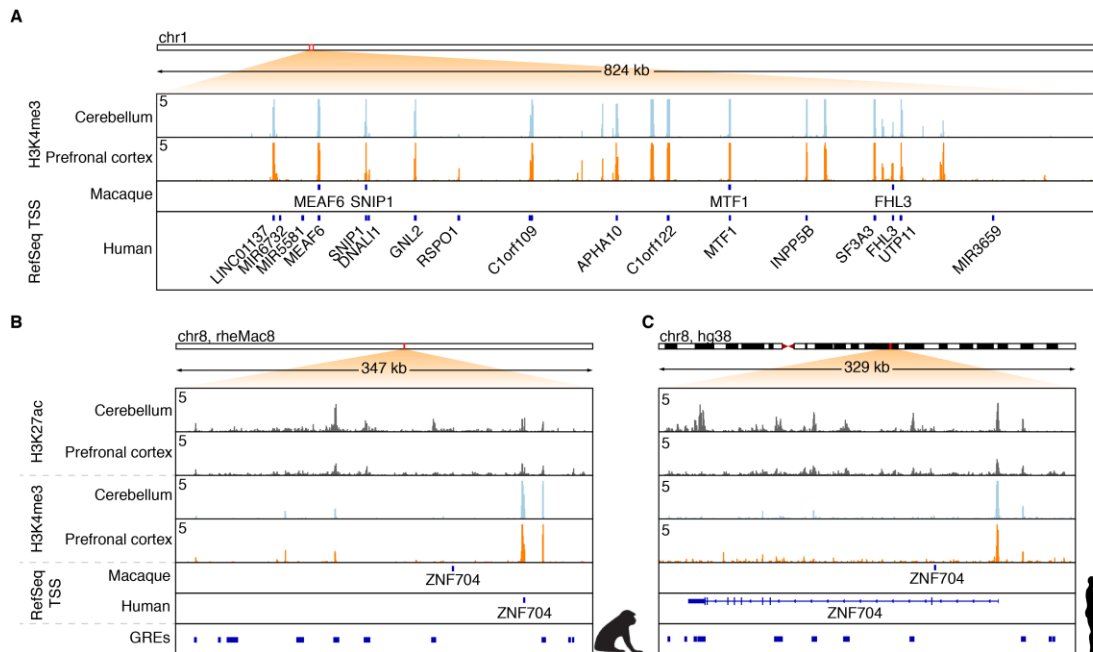 A
chr1
824 kb
H3K4me3
Cerebellum
5
Prefronal cortex
5
RefSeq TSS
Macaque
MEAF6 SNIP1 MTF1 FHL3
Human
LINC01137 MIR6732 MIR5581 MEAF6 SNIP1 DNALI1 GNL2 RSPO1 C1orf109 APHA10 C1orf122 MTF1 INPP5B SF3A3 FHL3 UTP11 MIR3659
B
chr8, rheMac8
347 kb
H3K27ac
Cerebellum
5
Prefronal cortex
5
H3K4me3
Cerebellum
5
Prefronal cortex
5
RefSeq
TSS
Macaque
ZNF704
Human
ZNF704
GREs
C
chr8, hg38
329 kb
5
5
5
5
ZNF704
ZNF704